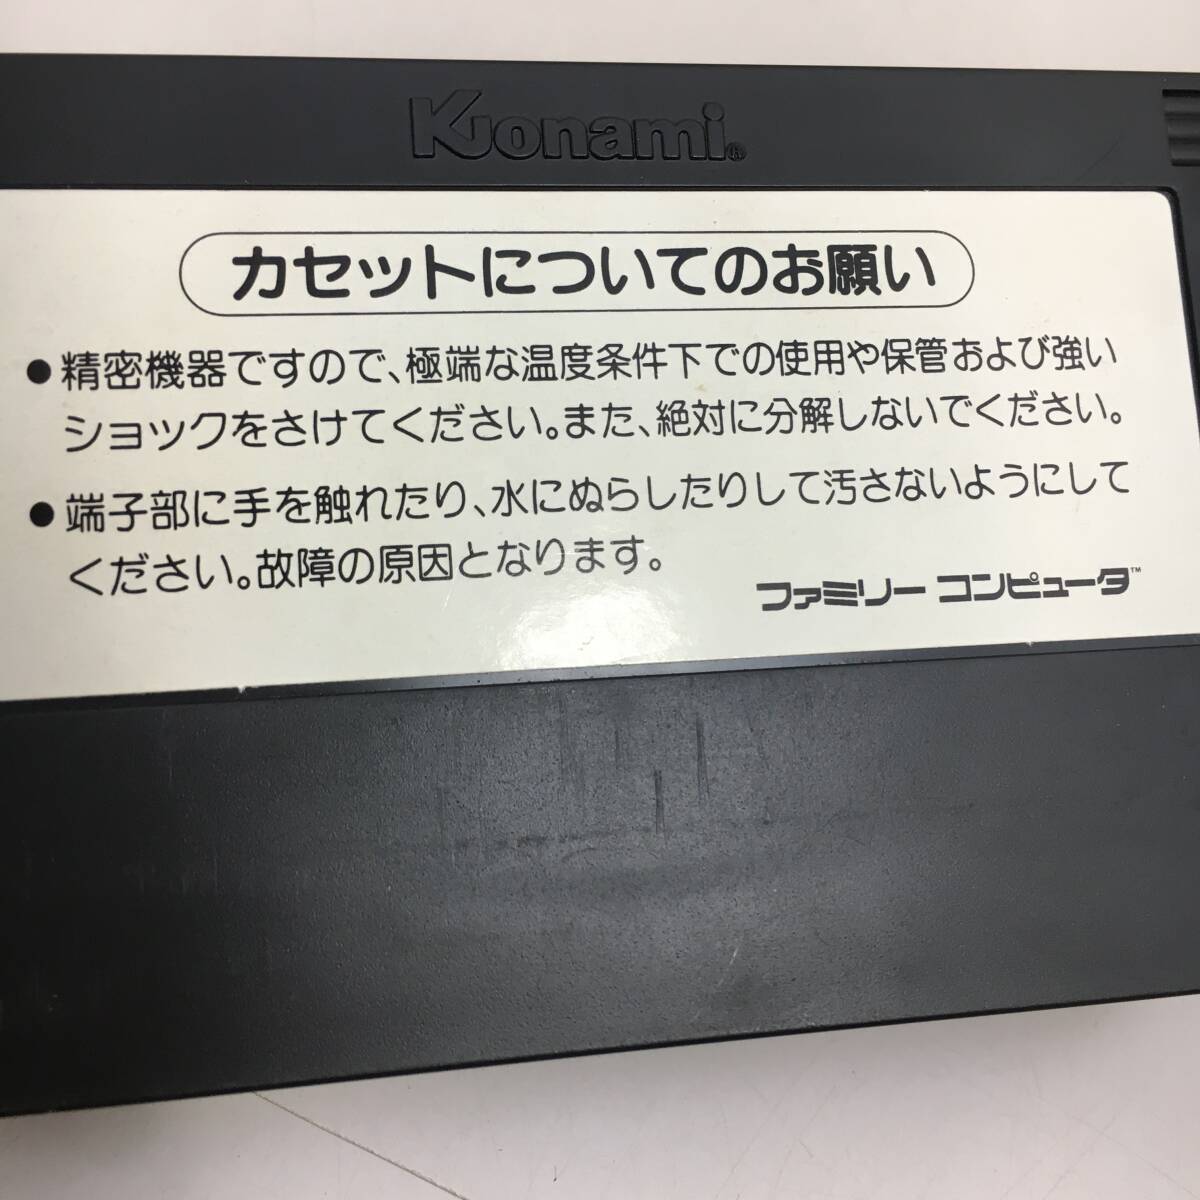 Konami®
カセットについてのお願い
●精密機器ですので、極端な温度条件下での使用や保管および強い
ショックをさけてください。また、絶対に分解しないでください。
●端子部に手を触れたり、水にぬらしたりして汚さないようにして
ください。故障の原因となります。
ファミリーコンピュータ™